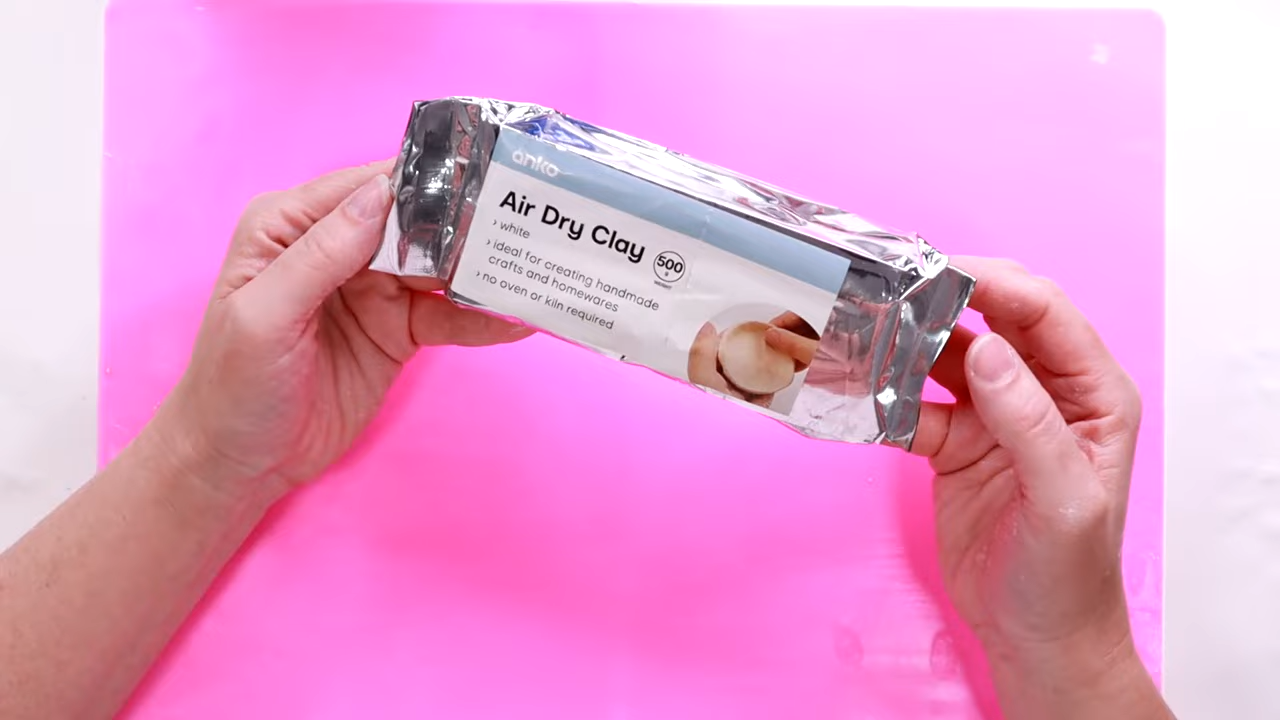 anko
Air Dry Clay
› white
› ideal for creating handmade
crafts and homewares
› no oven or kiln required
500
g